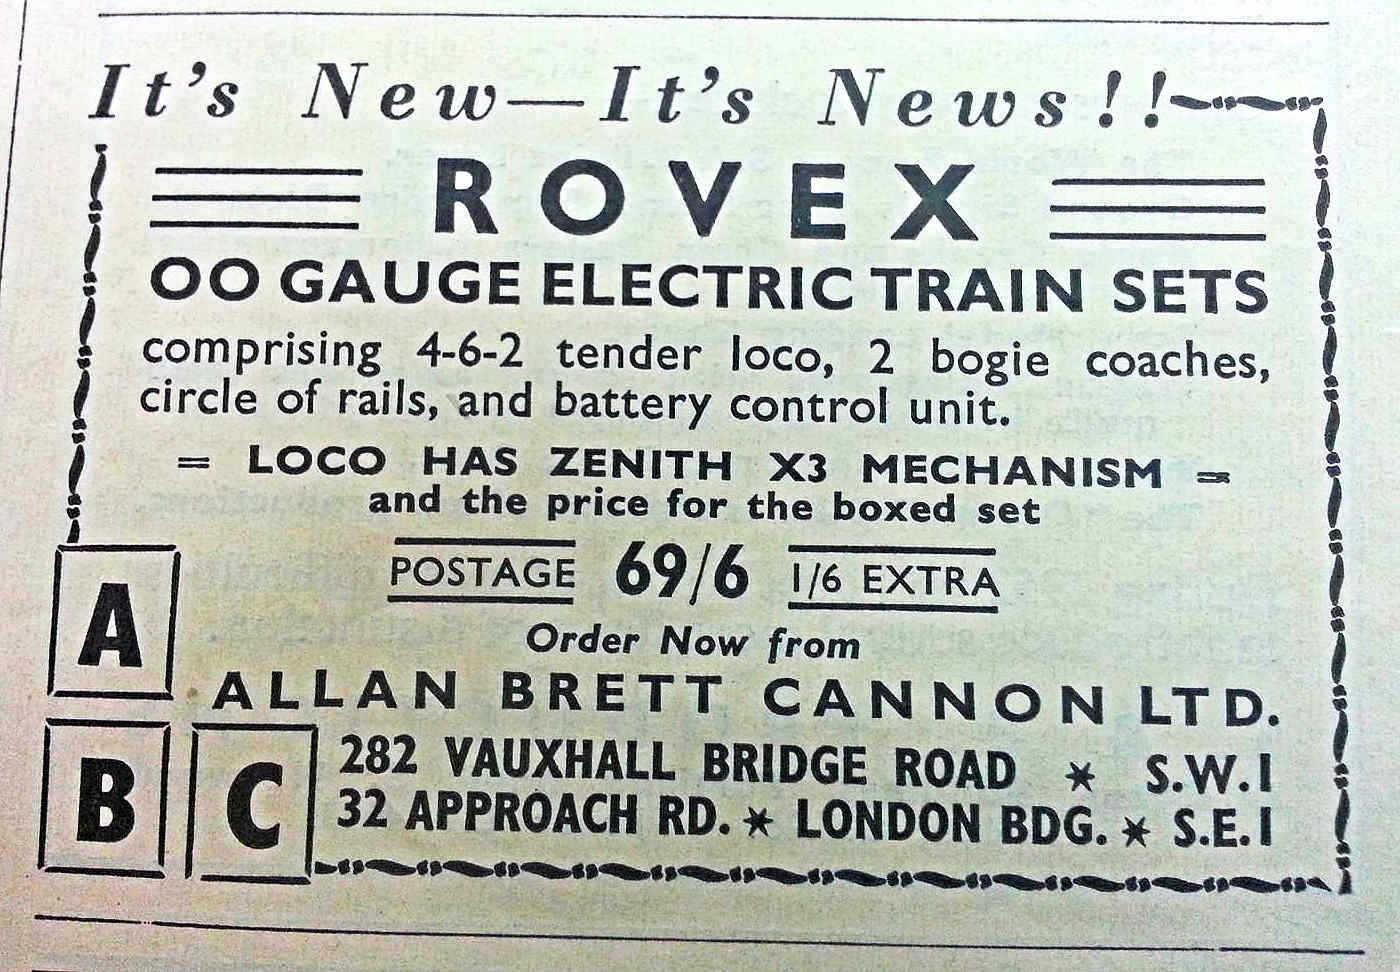 It's New—It's News!!
ROVEX
OO GAUGE ELECTRIC TRAIN SETS
comprising 4-6-2 tender loco, 2 bogie coaches,
circle of rails, and battery control unit.
= LOCO HAS ZENITH X3 MECHANISM =
and the price for the boxed set
POSTAGE 69/6 1/6 EXTRA
Order Now from
A
ALLAN BRETT CANNON LTD.
B C
282 VAUXHALL BRIDGE ROAD * S.W.1
32 APPROACH RD. * LONDON BDG. * S.E.1